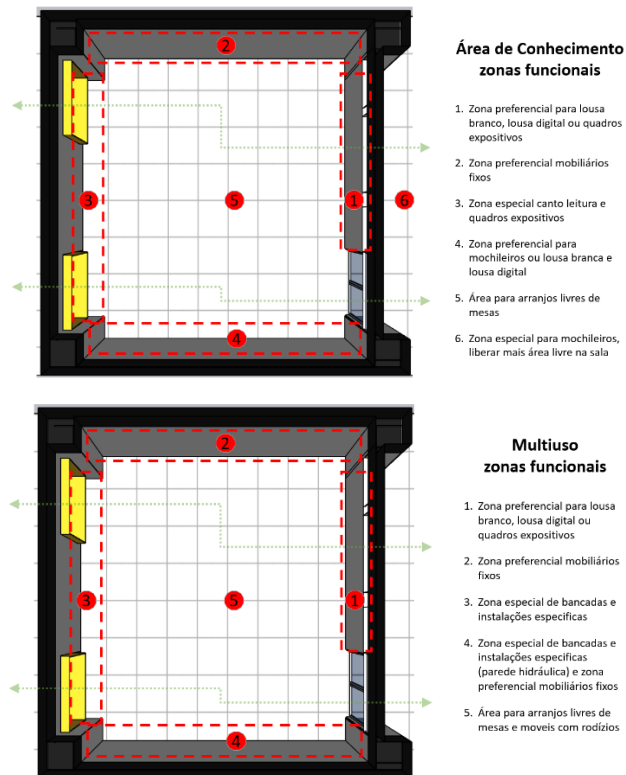 2
3
5
1
6
4
Área de Conhecimento
zonas funcionais
1. Zona preferencial para lousa
branco, lousa digital ou quadros
expositivos
2. Zona preferencial mobiliários
fixos
3. Zona especial canto leitura e
quadros expositivos
4. Zona preferencial para
mochileiros ou lousa branca e
lousa digital
5. Área para arranjos livres de
mesas
6. Zona especial para mochileiros,
liberar mais área livre na sala
2
3
5
1
4
Multiuso
zonas funcionais
1. Zona preferencial para lousa
branco, lousa digital ou
quadros expositivos
2. Zona preferencial mobiliários
fixos
3. Zona especial de bancadas e
instalações especificas
4. Zona especial de bancadas e
instalações especificas
(parede hidráulica) e zona
preferencial mobiliários fixos
5. Área para arranjos livres de
mesas e moveis com rodízios